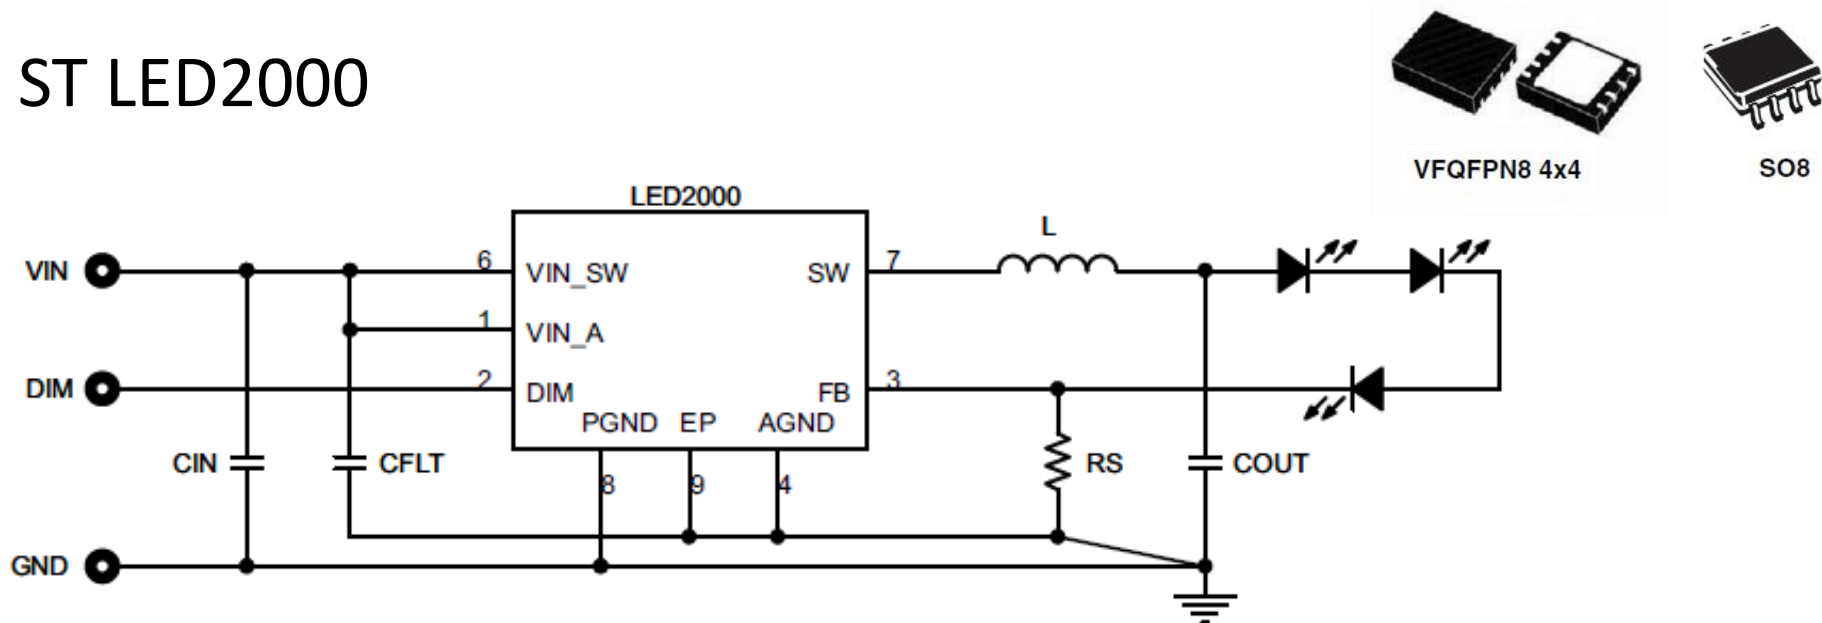 ST LED2000
VFQFPN8 4x4
SO8
LED2000
L
VIN
6
VIN_SW
SW
7
1
VIN_A
DIM
2
DIM
FB
3
PGND
EP
AGND
CIN
CFLT
8
9
4
RS
COUT
GND